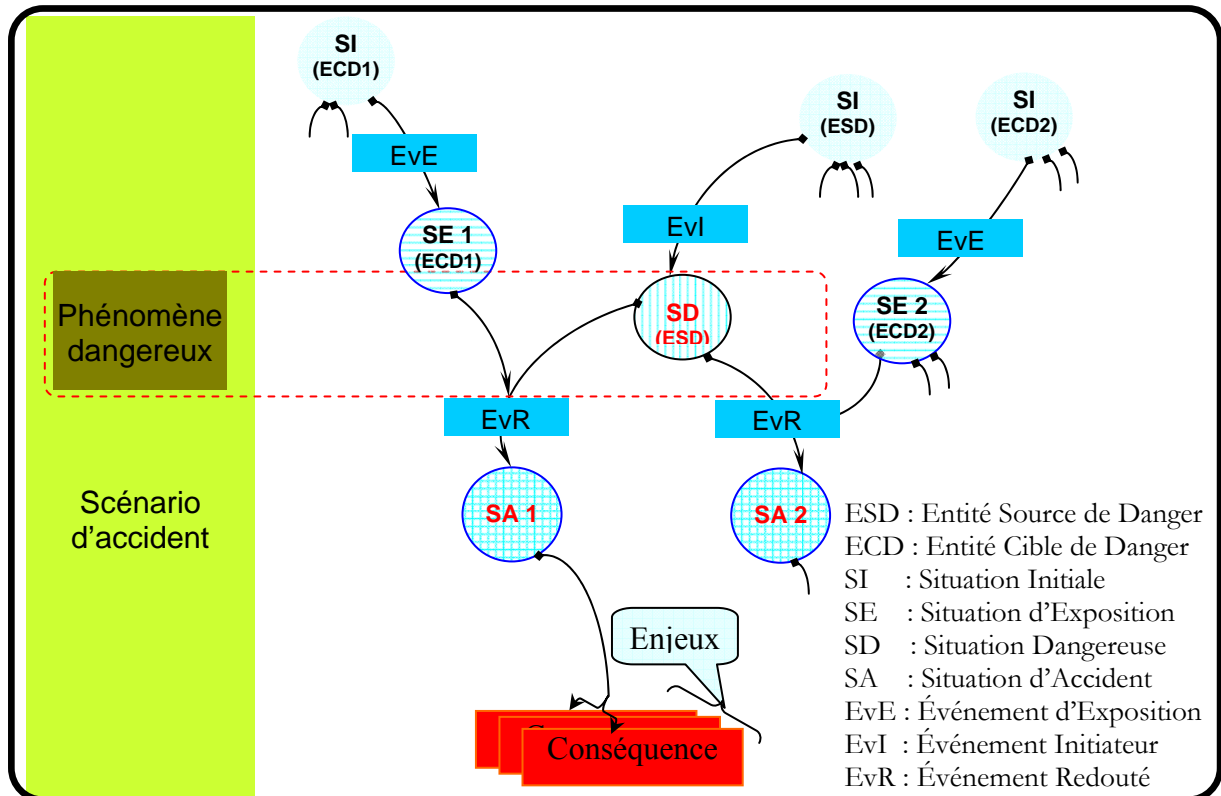 SI
(ECD1)
SI
(ESD)
SI
(ECD2)
EvE
EvI
EvE
SE 1
(ECD1)
SD
(ESD)
SE 2
(ECD2)
Phénomène
dangereux
EvR
EvR
Scénario
d'accident
SA 1
SA 2
Enjeux
Conséquence
ESD : Entité Source de Danger
ECD : Entité Cible de Danger
SI : Situation Initiale
SE : Situation d'Exposition
SD : Situation Dangereuse
SA : Situation d'Accident
EvE : Événement d'Exposition
EvI : Événement Initiateur
EvR : Événement Redouté